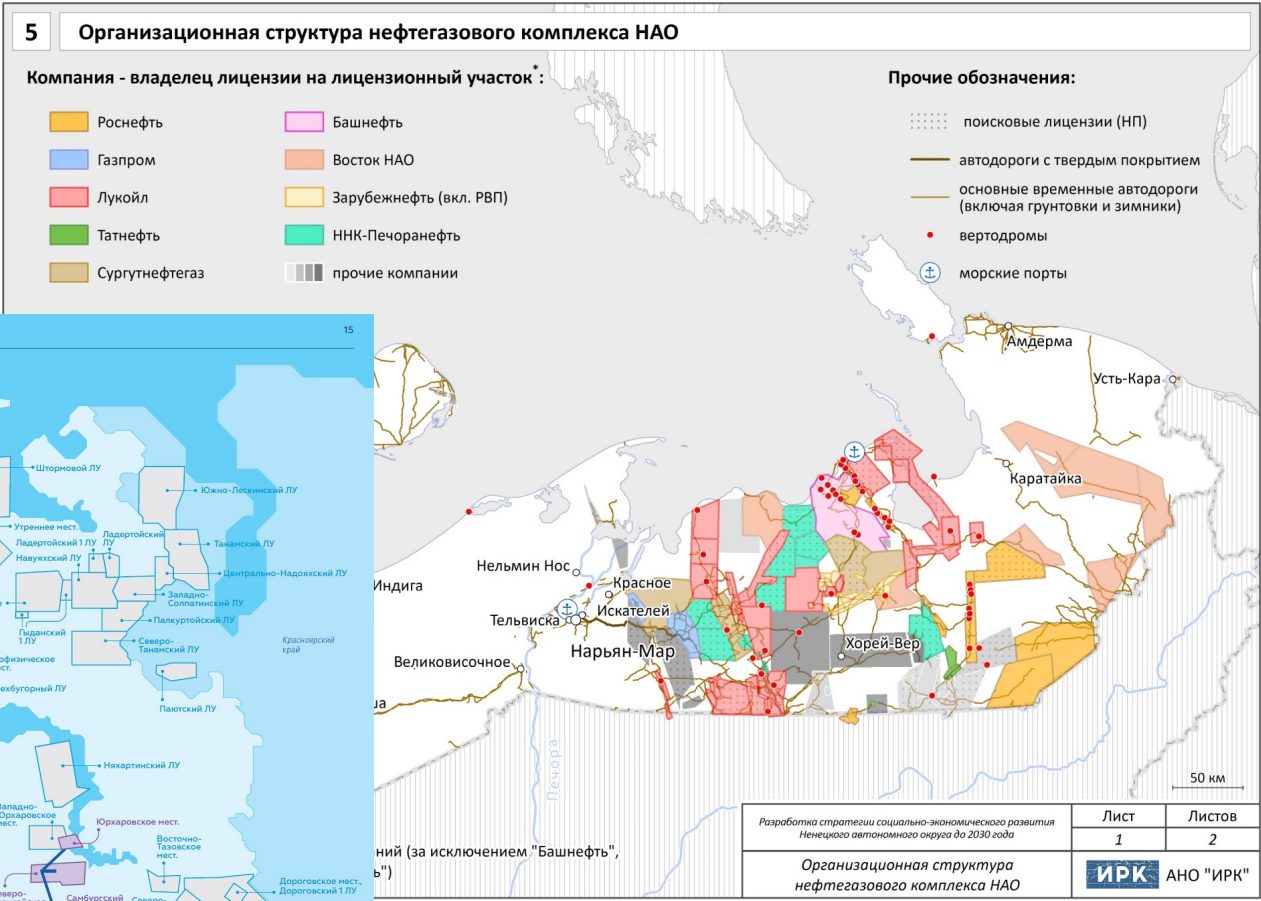 5 Организационная структура нефтегазового комплекса НАО
Компания - владелец лицензии на лицензионный участок*:
Роснефть
Газпром
Лукойл
Татнефть
Сургутнефтегаз
Башнефть
Восток НАО
Зарубежнефть (вкл. РВП)
ННК-Печоранефть
прочие компании
Прочие обозначения:
поисковые лицензии (НП)
автодороги с твердым покрытием
основные временные автодороги
(включая грунтовки и зимники)
вертодромы
морские порты
Амдерма
Усть-Кара
Каратайка
Нельмин Нос
Красное
Индига
Искателей
Тельвиска
Нарьян-Мар
Хорей-Вер
Великовисочное
Печора
50 км
15
Штормовой ЛУ
Южно-Лескинский ЛУ
Утреннее мест.
Ладертойский 1 ЛУ
Ладертойский
ЛУ
Навуяхский ЛУ
Танамский ЛУ
Центрально-Надояхский ЛУ
Западно-
Солпатинский ЛУ
Гыданский
1 ЛУ
Палкуртойский ЛУ
Северо-
Танамский ЛУ
Красноярский
край
Паютский ЛУ
Няхартинский ЛУ
Юрхаровское мест.
Восточно-
Тазовское
мест.
Дороговское мест.,
Дороговский 1 ЛУ
Самбургский
(за исключением "Башнефть",
Разработка стратегии социально-экономического развития
Ненецкого автономного округа до 2030 года
Лист
Листов
1
2
Организационная структура
нефтегазового комплекса НАО
ИРК
АНО "ИРК"